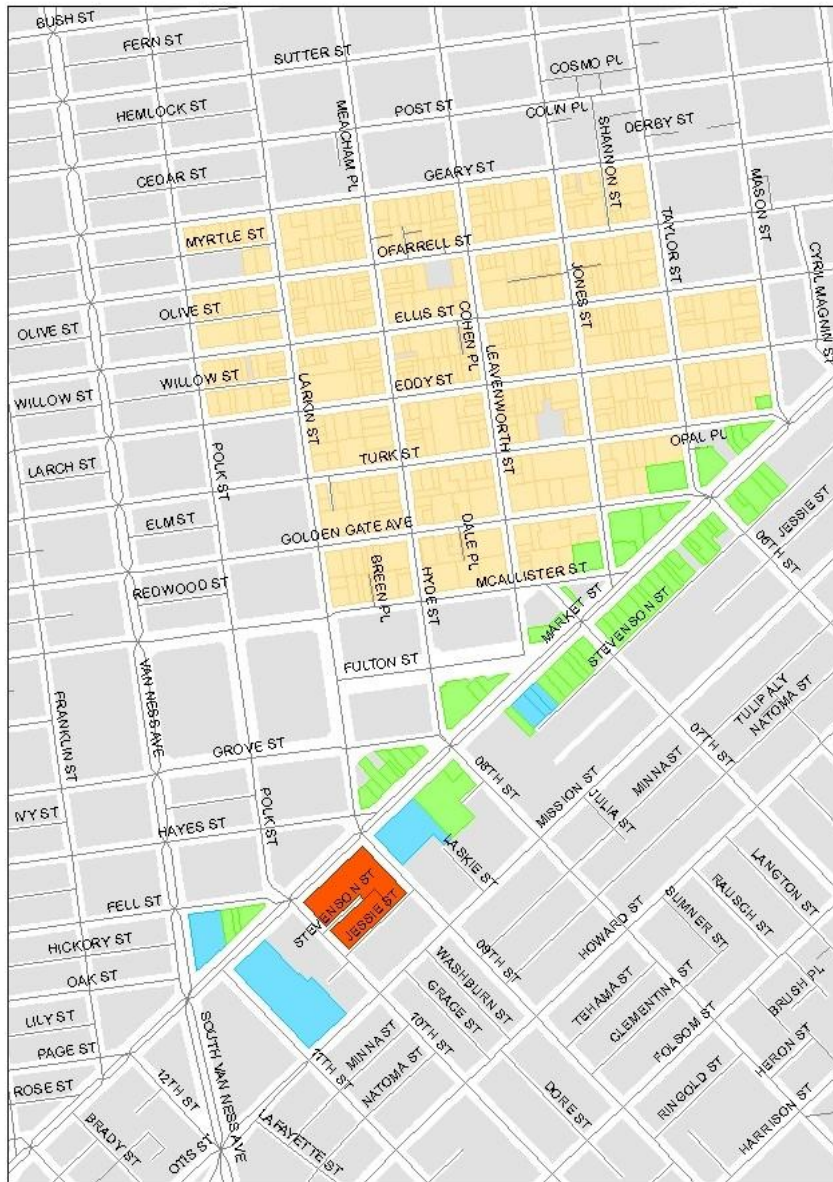 BUSH ST
FERN ST
SUTTER ST
COSMO PL
HEMLOCK ST
MEACHAM PL
POST ST
COLIN PL
SHANNON ST
DERBY ST
CEDAR ST
GEARY ST
MASON ST
MYRTLE ST
OFARRELL ST
TAYLOR ST
CYRIL MAGNIN ST
OLIVE ST
OLIVE ST
ELLIS ST
COHEN PL
JONES ST
WILLOW ST
WILLOW ST
LARKIN ST
EDDY ST
LEAVENWORTH ST
LARCH ST
POLK ST
TURK ST
OPAL PL
ELM ST
GOLDEN GATE AVE
DALE PL
06TH ST
JESSIE ST
REDWOOD ST
BREEN PL
HYDE ST
MCALLISTER ST
MARKET ST
STEVENSON ST
FULTON ST
VAN NESS AVE
FRANKLIN ST
TULIP ALY
NATOMA ST
GROVE ST
08TH ST
07TH ST
IVY ST
HAYES ST
POLK ST
MISSION ST
JULIA ST
MINNA ST
LASKIE ST
LANGTON ST
RAUSCH ST
SUMNER ST
FELL ST
STEVENSON ST
JESSIE ST
HICKORY ST
OAK ST
WASHBURN ST
GRACE ST
09TH ST
HOWARD ST
TEHAMA ST
CLEMENTINA ST
BRUSH PL
LILY ST
PAGE ST
ROSE ST
SOUTH VAN NESS AVE
11TH ST
MINNA ST
NATOMA ST
10TH ST
FOLSOM ST
HERON ST
RINGOLD ST
12TH ST
DORE ST
HARRISON ST
BRADY ST
OTIS ST
LAFAYETTE ST